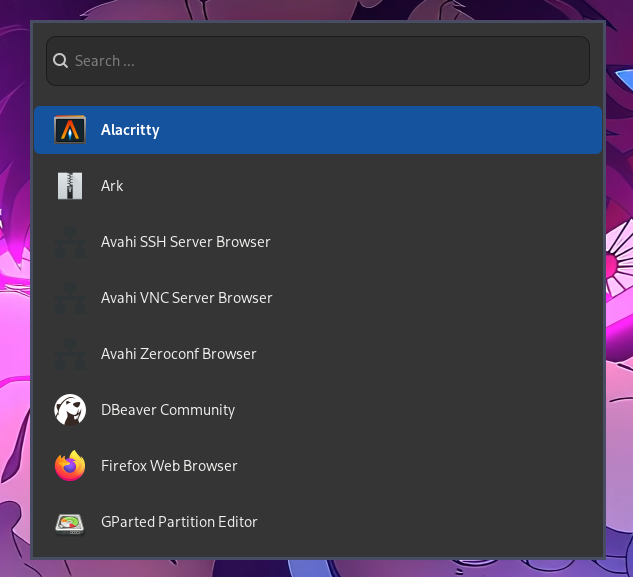 Search ...
Alacritty
Ark
Avahi SSH Server Browser
Avahi VNC Server Browser
Avahi Zeroconf Browser
DBeaver Community
Firefox Web Browser
GParted Partition Editor